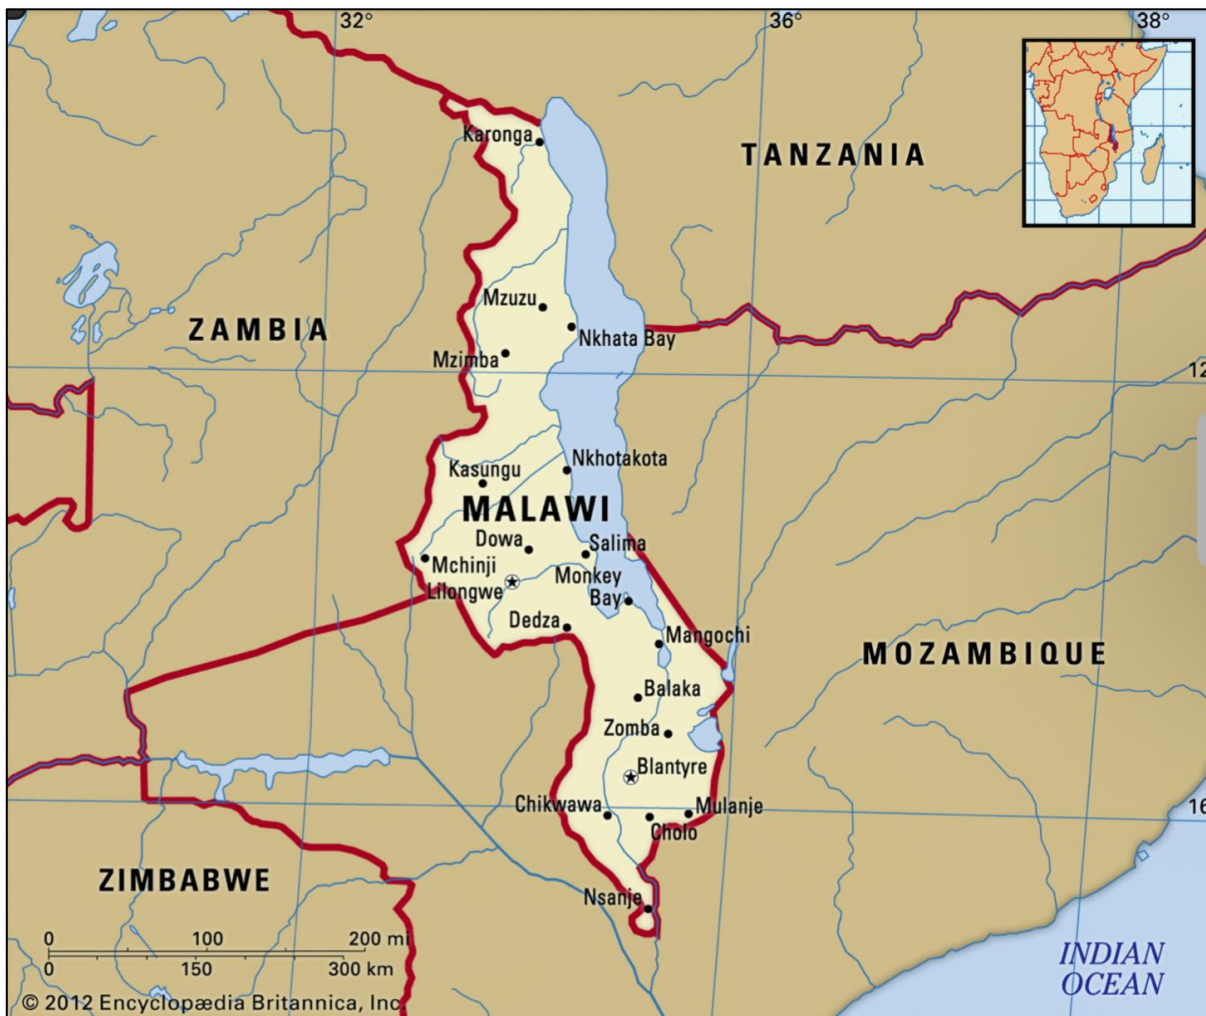 32°
36°
38°
Karonga
TANZANIA
Mzuzu
ZAMBIA
Nkhata Bay
Mzimba
12
Nkhotakota
Kasungu
MALAWI
Dowa
Salima
Mchinji
Monkey
Bay
Lilongwe
Dedza
Mangochi
MOZAMBIQUE
Balaka
Zomba
Blantyre
Chikwawa
Mulanje
16
Cholo
ZIMBABWE
Nsanje
0 100 200 mi
0 150 300 km
INDIAN
OCEAN
© 2012 Encyclopædia Britannica, Inc.